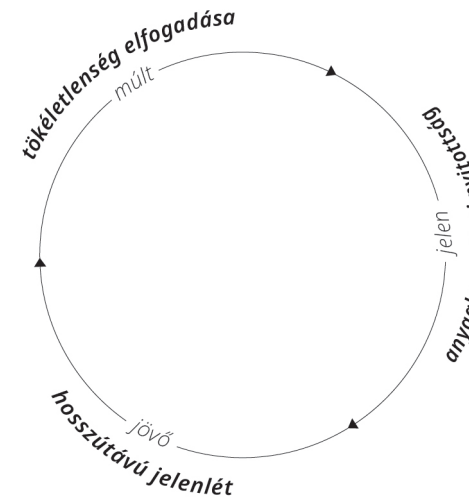 tökéletlenség elfogadása
múlt
jelen
jövő
hosszútávú jelenlét